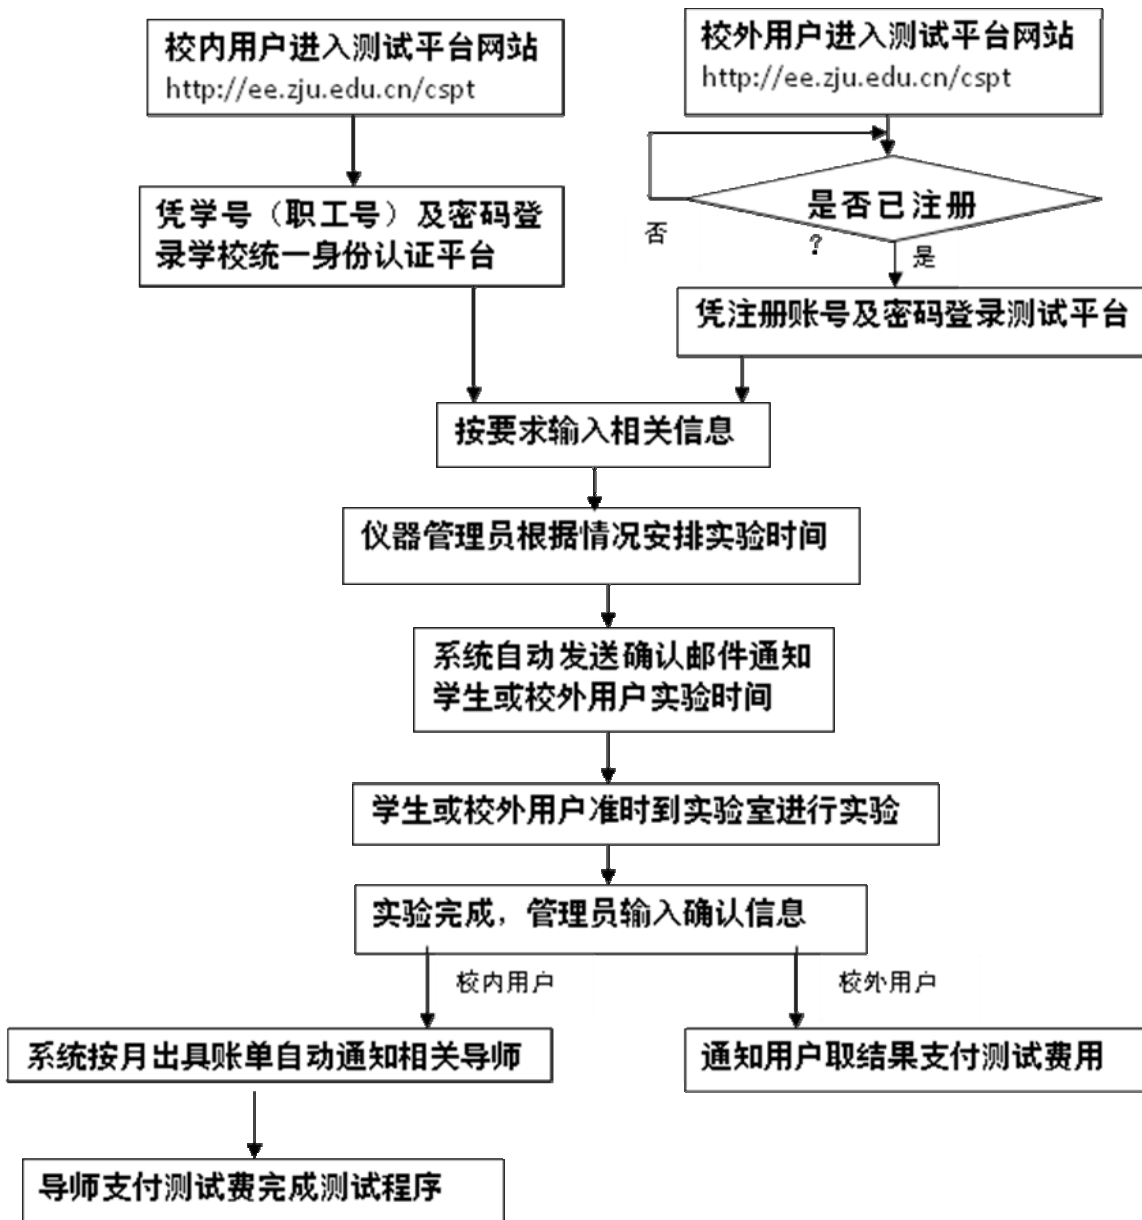 校内用户进入测试平台网站
http://ee.zju.edu.cn/cspt
校外用户进入测试平台网站
http://ee.zju.edu.cn/cspt
凭学号（职工号）及密码登
录学校统一身份认证平台
是否已注册
？
否
是
凭注册账号及密码登录测试平台
按要求输入相关信息
仪器管理员根据情况安排实验时间
系统自动发送确认邮件通知
学生或校外用户实验时间
学生或校外用户准时到实验室进行实验
实验完成，管理员输入确认信息
校内用户
校外用户
系统按月出具账单自动通知相关导师
通知用户取结果支付测试费用
导师支付测试费完成测试程序